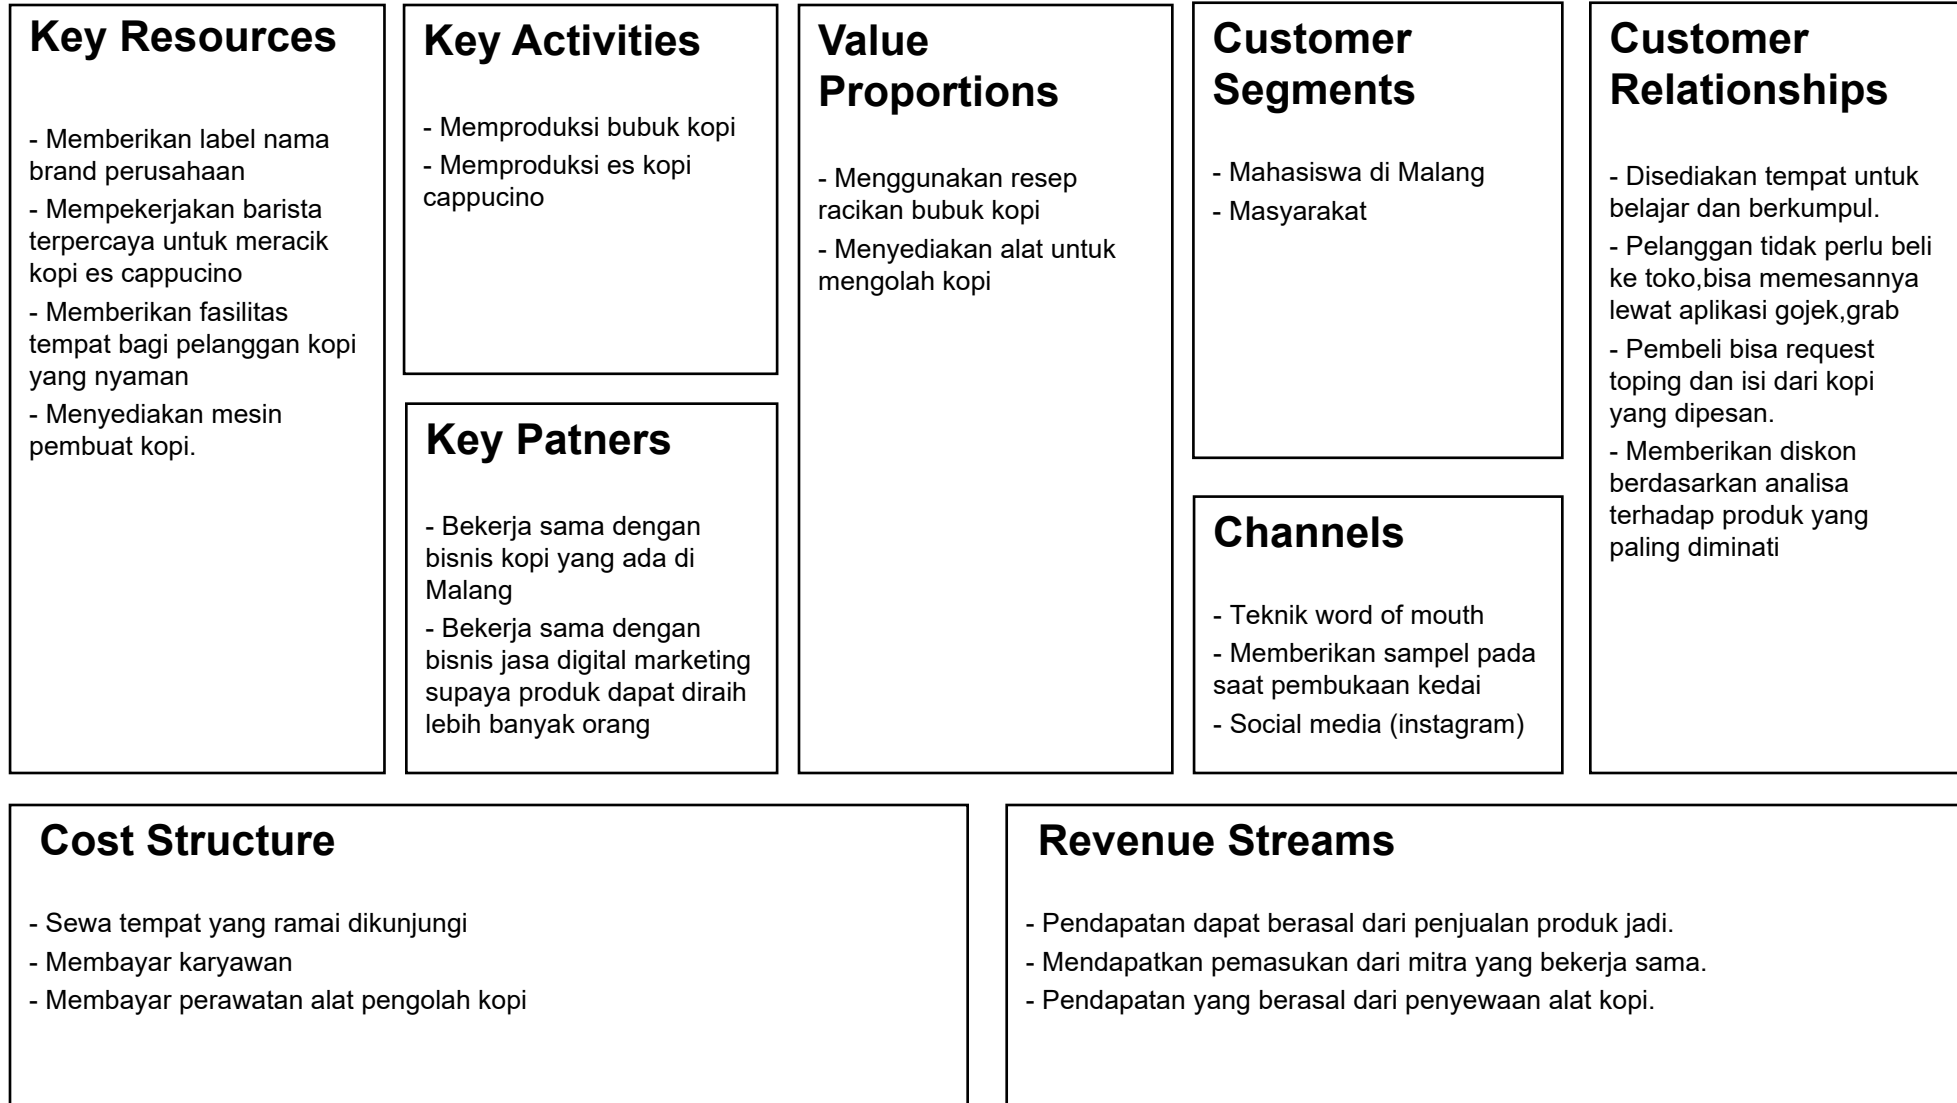 Key Resources
- Memberikan label nama
brand perusahaan
- Mempekerjakan barista
terpercaya untuk meracik
kopi es cappucino
- Memberikan fasilitas
tempat bagi pelanggan kopi
yang nyaman
- Menyediakan mesin
pembuat kopi.
Key Activities
- Memproduksi bubuk kopi
- Memproduksi es kopi
cappucino
Key Patners
- Bekerja sama dengan
bisnis kopi yang ada di
Malang
- Bekerja sama dengan
bisnis jasa digital marketing
supaya produk dapat diraih
lebih banyak orang
Value
Proportions
- Menggunakan resep
racikan bubuk kopi
- Menyediakan alat untuk
mengolah kopi
Customer
Segments
- Mahasiswa di Malang
- Masyarakat
Channels
- Teknik word of mouth
- Memberikan sampel pada
saat pembukaan kedai
- Social media (instagram)
Customer
Relationships
- Disediakan tempat untuk
belajar dan berkumpul.
- Pelanggan tidak perlu beli
ke toko,bisa memesannya
lewat aplikasi gojek,grab
- Pembeli bisa request
toping dan isi dari kopi
yang dipesan.
- Memberikan diskon
berdasarkan analisa
terhadap produk yang
paling diminati
Cost Structure
- Sewa tempat yang ramai dikunjungi
- Membayar karyawan
- Membayar perawatan alat pengolah kopi
Revenue Streams
- Pendapatan dapat berasal dari penjualan produk jadi.
- Mendapatkan pemasukan dari mitra yang bekerja sama.
- Pendapatan yang berasal dari penyewaan alat kopi.